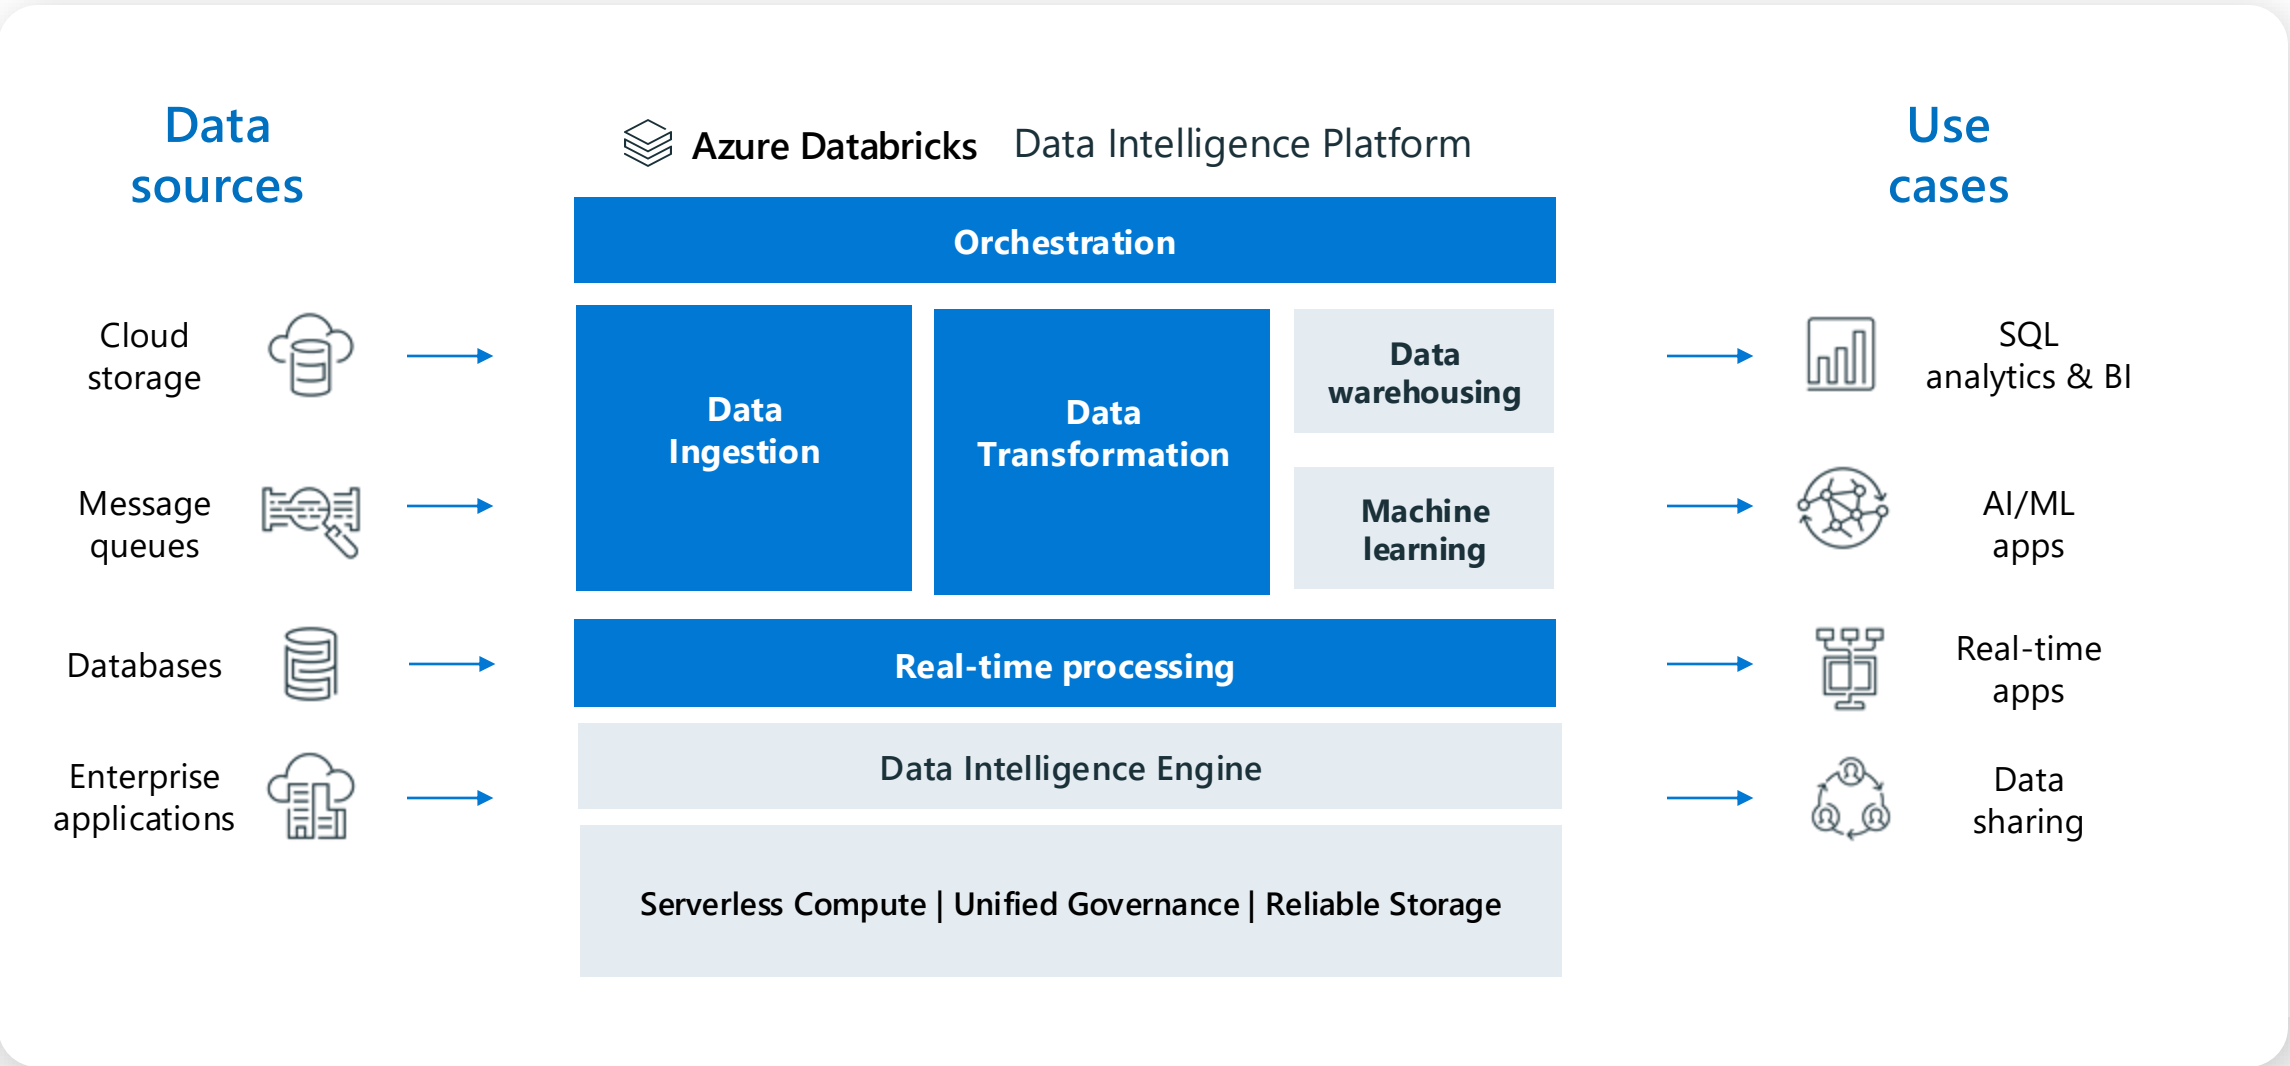 Data
sources
Cloud
storage
Message
queues
Databases
Enterprise
applications
Azure Databricks Data Intelligence Platform
Orchestration
Data
Ingestion
Data
Transformation
Data
warehousing
Machine
learning
Real-time processing
Data Intelligence Engine
Serverless Compute | Unified Governance | Reliable Storage
Use
cases
SQL
analytics & BI
AI/ML
apps
Real-time
apps
Data
sharing